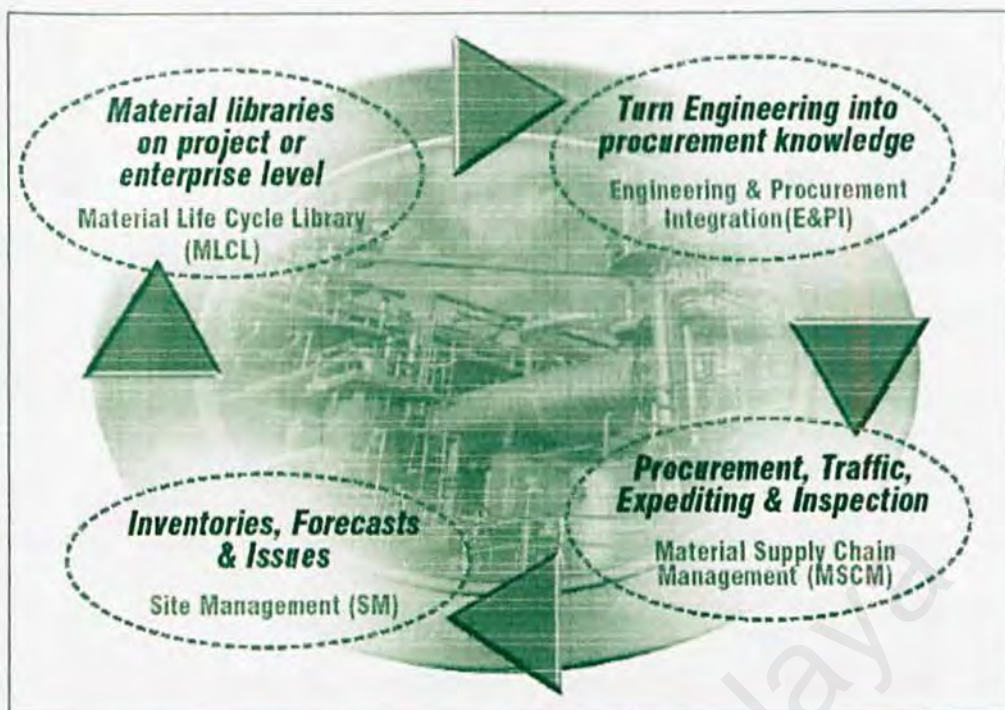 Material libraries
on project or
enterprise level
Material Life Cycle Library
(MLCL)
Turn Engineering into
procurement knowledge
Engineering & Procurement
Integration(E&PI)
Procurement, Traffic,
Expediting & Inspection
Material Supply Chain
Management (MSCM)
Inventories, Forecasts
& Issues
Site Management (SM)
laya